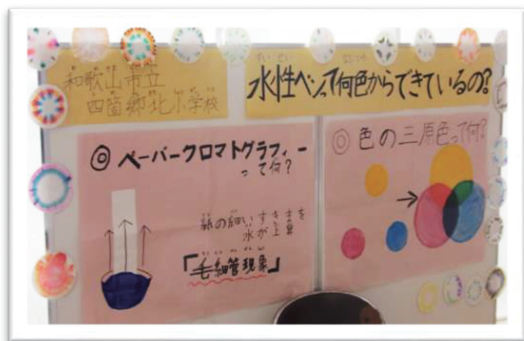 和歌山市立
四箇郷北小学校
水性ペンって何色からできているの?
◎ ペーパークロマトグラフィー
って何?
紙の細いすきまを
水が上昇
「毛細管現象」
◎ 色の三原色って何?